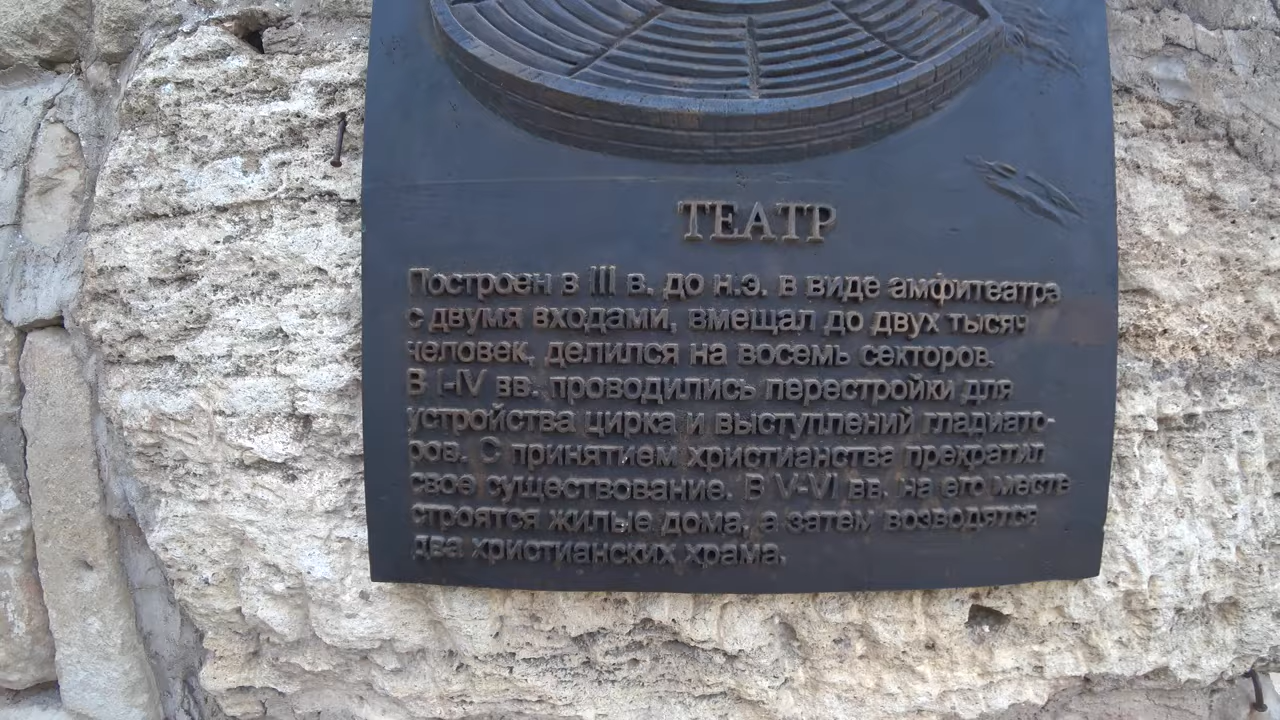 ТЕАТР
Построен в III в. до н.э. в виде амфитеатра
с двумя входами, вмещал до двух тысяч
человек, делился на восемь секторов.
В I-IV вв. проводились перестройки для
устройства цирка и выступлений гладиато-
ров. С принятием христианства прекратил
свое существование. В V-VI вв. на его месте
строятся жилые дома, а затем возводятся
два христианских храма.